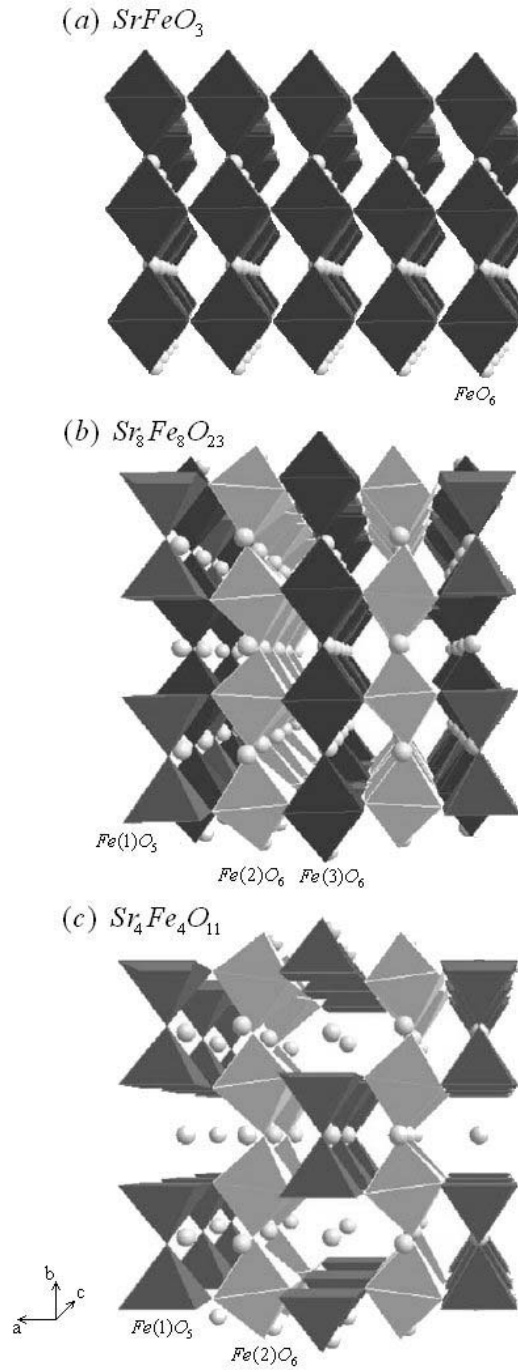 (a) SrFeO₃
FeO₆
(b) Sr₈Fe₈O₂₃
Fe(1)O₅
Fe(2)O₆ Fe(3)O₆
(c) Sr₄Fe₄O₁₁
b
c
a
Fe(1)O₅
Fe(2)O₆